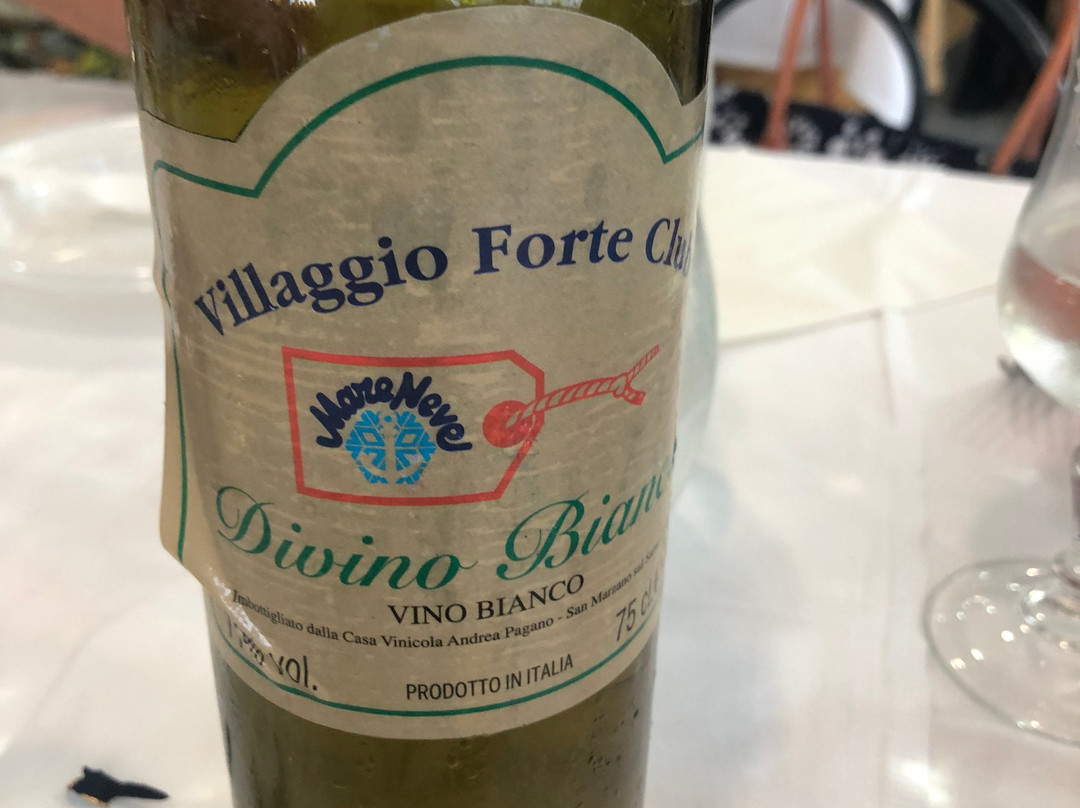 Villaggio Forte Clu
MareNeve
Divino Bianc
VINO BIANCO
Imbottigliato dalla Casa Vinicola Andrea Pagano - San Marzano sul
75 cl
vol.
PRODOTTO IN ITALIA